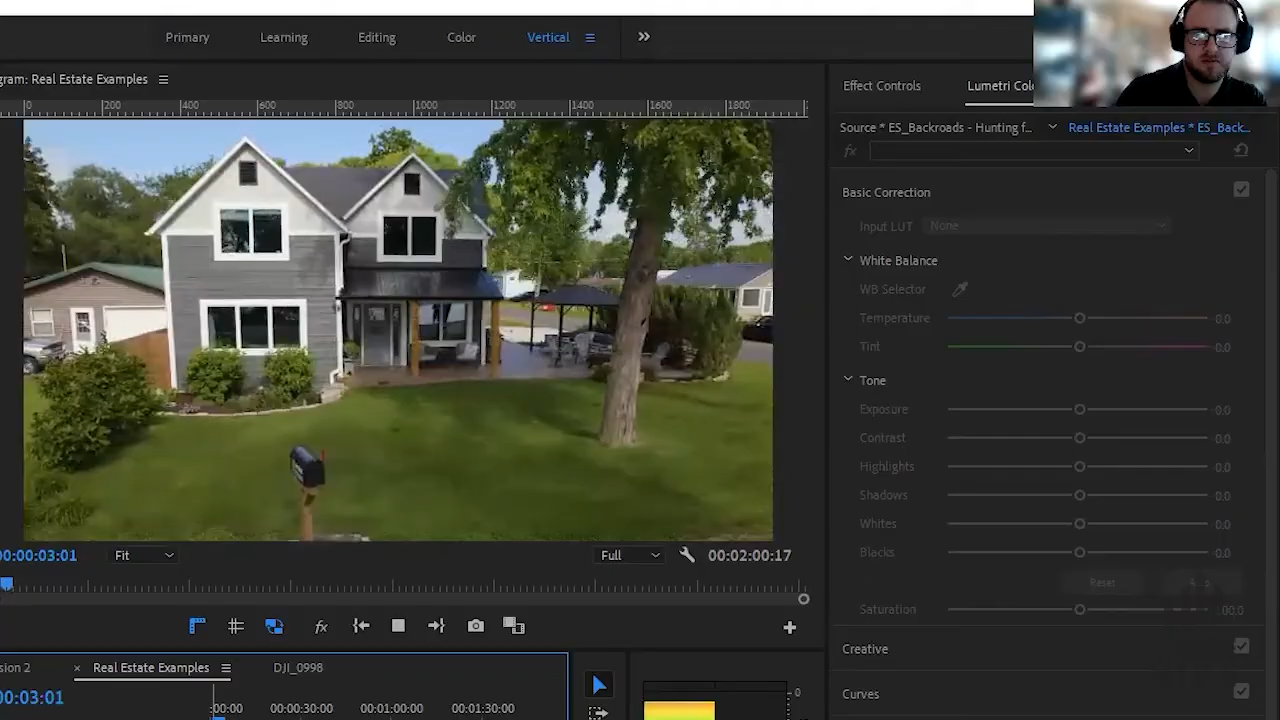 Primary Learning Editing Color Vertical
gram: Real Estate Examples
0 200 400 600 800 1000 1200 1400 1600 1800
Effect Controls Lumetri Colo
Source * ES_Backroads - Hunting f... Real Estate Examples * ES_Back...
fx
Basic Correction
Input LUT None
White Balance
WB Selector
Temperature 0.0
Tint 0.0
Tone
Exposure 0.0
Contrast 0.0
Highlights 0.0
Shadows 0.0
Whites 0.0
Blacks 0.0
Reset
Saturation 00.0
Creative
Curves
00:00:03:01 Fit Full 00:02:00:17
fx
sion 2 × Real Estate Examples DJI_0998
00:03:01 :00:00 00:00:30:00 00:01:00:00 00:01:30:00
0